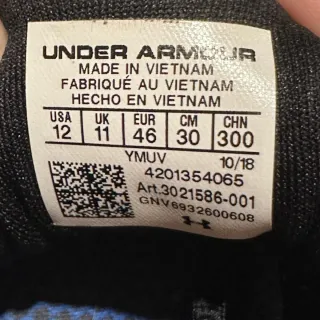 UNDER ARMOUR
MADE IN VIETNAM
FABRIQUÉ AU VIETNAM
HECHO EN VIETNAM
USA UK EUR CM CHN
12 11 46 30 300
YMUV 10/18
4201354065
Art.3021586-001
GNV6932600608